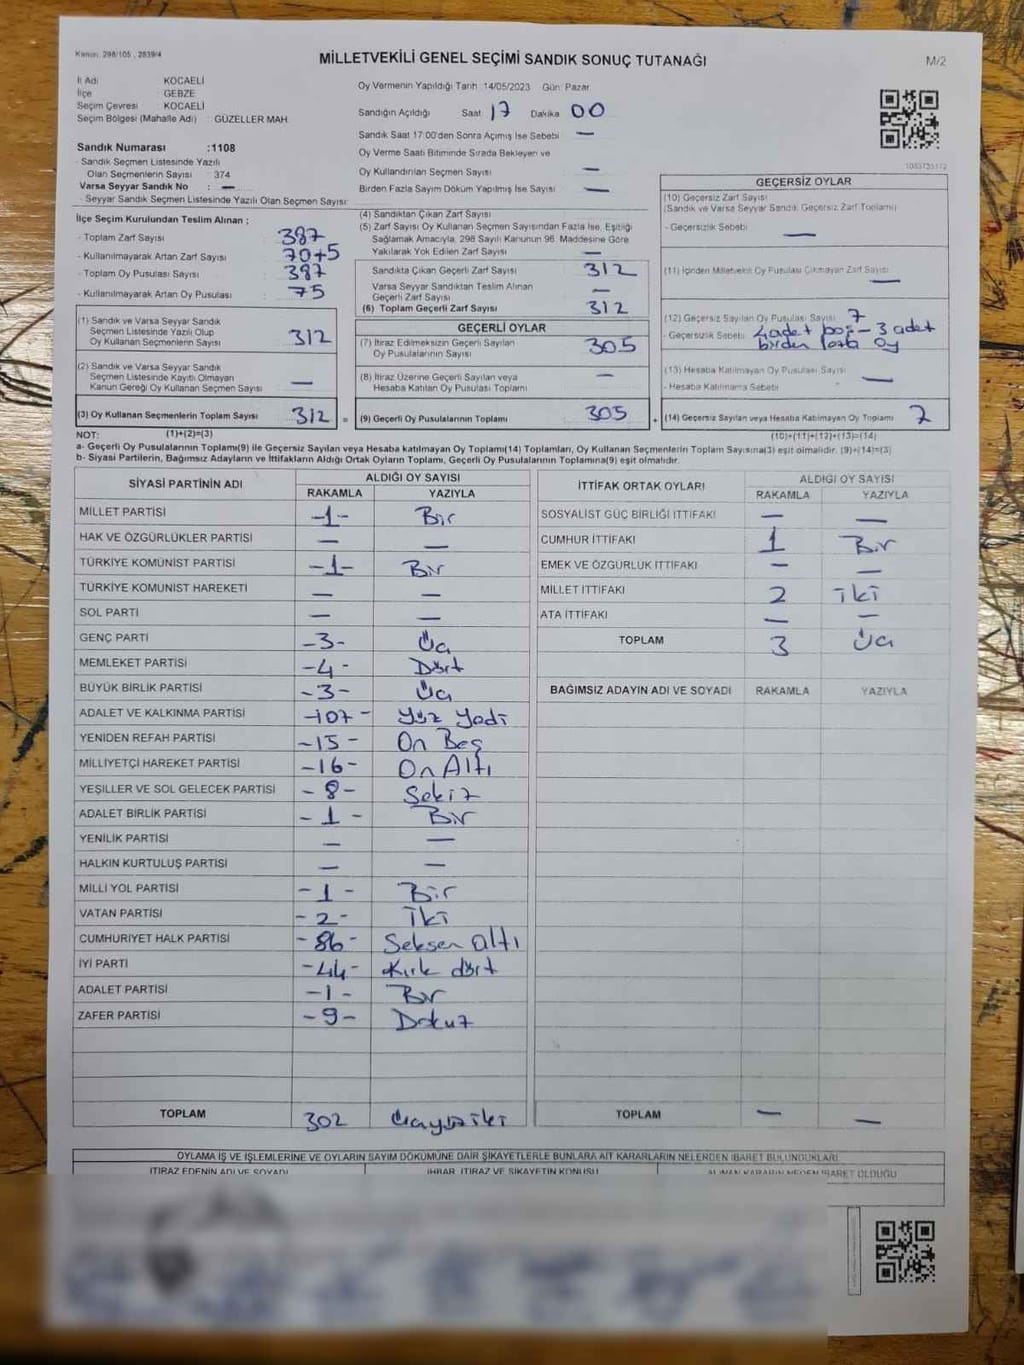 Kanun: 298/105 , 2839/4
MİLLETVEKİLİ GENEL SEÇİMİ SANDIK SONUÇ TUTANAĞI
M/2
İl Adı : KOCAELİ
İlçe : GEBZE
Seçim Çevresi : KOCAELİ
Seçim Bölgesi (Mahalle Adı) : GÜZELLER MAH.
Sandık Numarası :1108
- Sandık Seçmen Listesinde Yazılı
Olan Seçmenlerin Sayısı : 374
Varsa Seyyar Sandık No : —
- Seyyar Sandık Seçmen Listesinde Yazılı Olan Seçmen Sayısı:
İlçe Seçim Kurulundan Teslim Alınan ;
- Toplam Zarf Sayısı : 387
- Kullanılmayarak Artan Zarf Sayısı : 70+5
- Toplam Oy Pusulası Sayısı : 387
- Kullanılmayarak Artan Oy Pusulası : 75
Oy Vermenin Yapıldığı Tarih :14/05/2023 Gün: Pazar
Sandığın Açıldığı Saat 17 Dakika 00
Sandık Saat 17:00'den Sonra Açımış İse Sebebi —
Oy Verme Saati Bitiminde Sırada Bekleyen ve
Oy Kullandırılan Seçmen Sayısı —
Birden Fazla Sayım Döküm Yapılmış İse Sayısı —
(4) Sandıktan Çıkan Zarf Sayısı
(5) Zarf Sayısı Oy Kullanan Seçmen Sayısından Fazla İse, Eşitliği
Sağlamak Amacıyla, 298 Sayılı Kanunun 96. Maddesine Göre
Yakılarak Yok Edilen Zarf Sayısı —
Sandıkta Çıkan Geçerli Zarf Sayısı 312
Varsa Seyyar Sandıktan Teslim Alınan
Geçerli Zarf Sayısı —
(6) Toplam Geçerli Zarf Sayısı 312
1033731172
GEÇERSİZ OYLAR
(10) Geçersiz Zarf Sayısı
(Sandık ve Varsa Seyyar Sandık Geçersiz Zarf Toplamı)
- Geçersizlik Sebebi —
(11) İçinden Milletvekili Oy Pusulası Çıkmayan Zarf Sayısı —
(12) Geçersiz Sayılan Oy Pusulası Sayısı 7
- Geçersizlik Sebebi 4 adet boş - 3 adet
birden fazla oy
(13) Hesaba Katılmayan Oy Pusulası Sayısı —
- Hesaba Katılmama Sebebi
(14) Geçersiz Sayılan veya Hesaba Katılmayan Oy Toplamı 7
(10)+(11)+(12)+(13)=(14)
(1) Sandık ve Varsa Seyyar Sandık
Seçmen Listesinde Yazılı Olup
Oy Kullanan Seçmenlerin Sayısı 312
(2) Sandık ve Varsa Seyyar Sandık
Seçmen Listesinde Kayıtlı Olmayan
Kanun Gereği Oy Kullanan Seçmen Sayısı —
(3) Oy Kullanan Seçmenlerin Toplam Sayısı 312 =
(1)+(2)=(3)
GEÇERLİ OYLAR
(7) İtiraz Edilmeksizin Geçerli Sayılan
Oy Pusulalarının Sayısı 305
(8) İtiraz Üzerine Geçerli Sayılan veya
Hesaba Katılan Oy Pusulası Toplamı —
(9) Geçerli Oy Pusulalarının Toplamı 305 +
NOT:
a- Geçerli Oy Pusulalarının Toplamı(9) ile Geçersiz Sayılan veya Hesaba katılmayan Oy Toplamı(14) Toplamları, Oy Kullanan Seçmenlerin Toplam Sayısına(3) eşit olmalıdır. (9)+(14)=(3)
b- Siyasi Partilerin, Bağımsız Adayların ve İttifakların Aldığı Ortak Oyların Toplamı, Geçerli Oy Pusulalarının Toplamına(9) eşit olmalıdır.
SİYASİ PARTİNİN ADI ALDIĞI OY SAYISI
RAKAMLA YAZIYLA
MİLLET PARTİSİ -1- Bir
HAK VE ÖZGÜRLÜKLER PARTİSİ — —
TÜRKİYE KOMÜNİST PARTİSİ -1- Bir
TÜRKİYE KOMÜNİST HAREKETİ — —
SOL PARTİ — —
GENÇ PARTİ -3- Üç
MEMLEKET PARTİSİ -4- Dört
BÜYÜK BİRLİK PARTİSİ -3- Üç
ADALET VE KALKINMA PARTİSİ -107- Yüz Yedi
YENİDEN REFAH PARTİSİ -15- On Beş
MİLLİYETÇİ HAREKET PARTİSİ -16- On Altı
YEŞİLLER VE SOL GELECEK PARTİSİ -8- Sekiz
ADALET BİRLİK PARTİSİ -1- Bir
YENİLİK PARTİSİ — —
HALKIN KURTULUŞ PARTİSİ — —
MİLLİ YOL PARTİSİ -1- Bir
VATAN PARTİSİ -2- İki
CUMHURİYET HALK PARTİSİ -86- Seksen altı
İYİ PARTİ -44- Kırk dört
ADALET PARTİSİ -1- Bir
ZAFER PARTİSİ -9- Dokuz
TOPLAM 302 Üçyüziki
İTTİFAK ORTAK OYLARI ALDIĞI OY SAYISI
RAKAMLA YAZIYLA
SOSYALİST GÜÇ BİRLİĞİ İTTİFAKI — —
CUMHUR İTTİFAKI 1 Bir
EMEK VE ÖZGÜRLÜK İTTİFAKI — —
MİLLET İTTİFAKI 2 iki
ATA İTTİFAKI — —
TOPLAM 3 Üç
BAĞIMSIZ ADAYIN ADI VE SOYADI RAKAMLA YAZIYLA
TOPLAM — —
OYLAMA İŞ VE İŞLEMLERİNE VE OYLARIN SAYIM DÖKÜMÜNE DAİR ŞİKAYETLERLE BUNLARA AİT KARARLARIN NELERDEN İBARET BULUNDUKLARI
İTİRAZ EDENİN ADI VE SOYADI İHBAR, İTİRAZ VE ŞİKAYETİN KONUSU ALINAN KARARIN NEDEN İBARET OLDUĞU